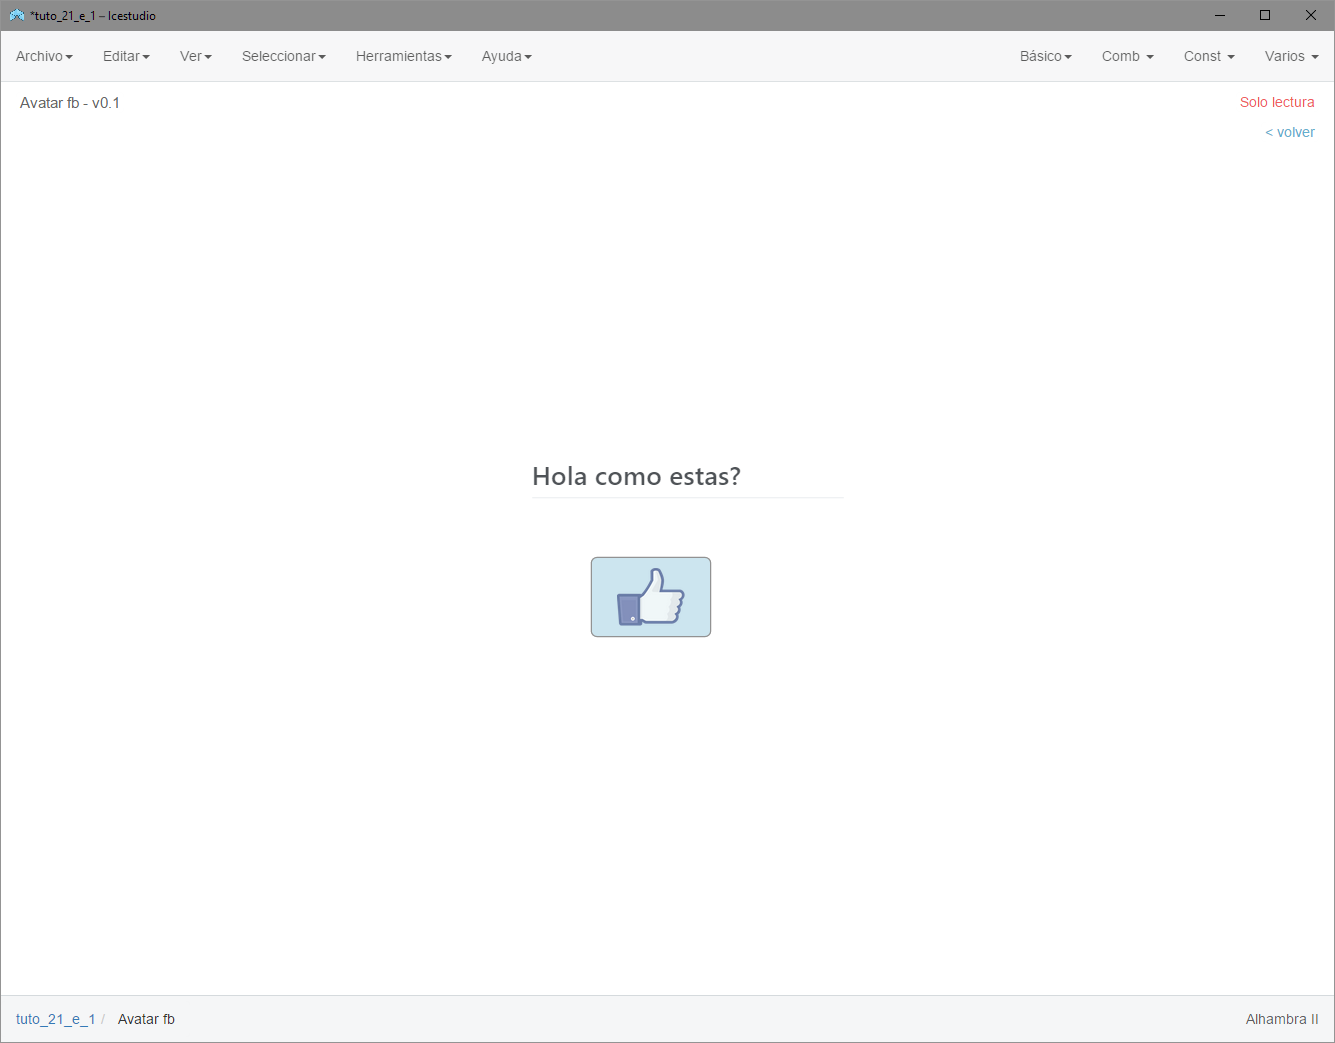 *tuto_21_e_1 – Icestudio
Archivo Editar Ver Seleccionar Herramientas Ayuda Básico Comb Const Varios
Avatar fb - v0.1
Solo lectura
< volver
Hola como estas?
tuto_21_e_1 / Avatar fb
Alhambra II